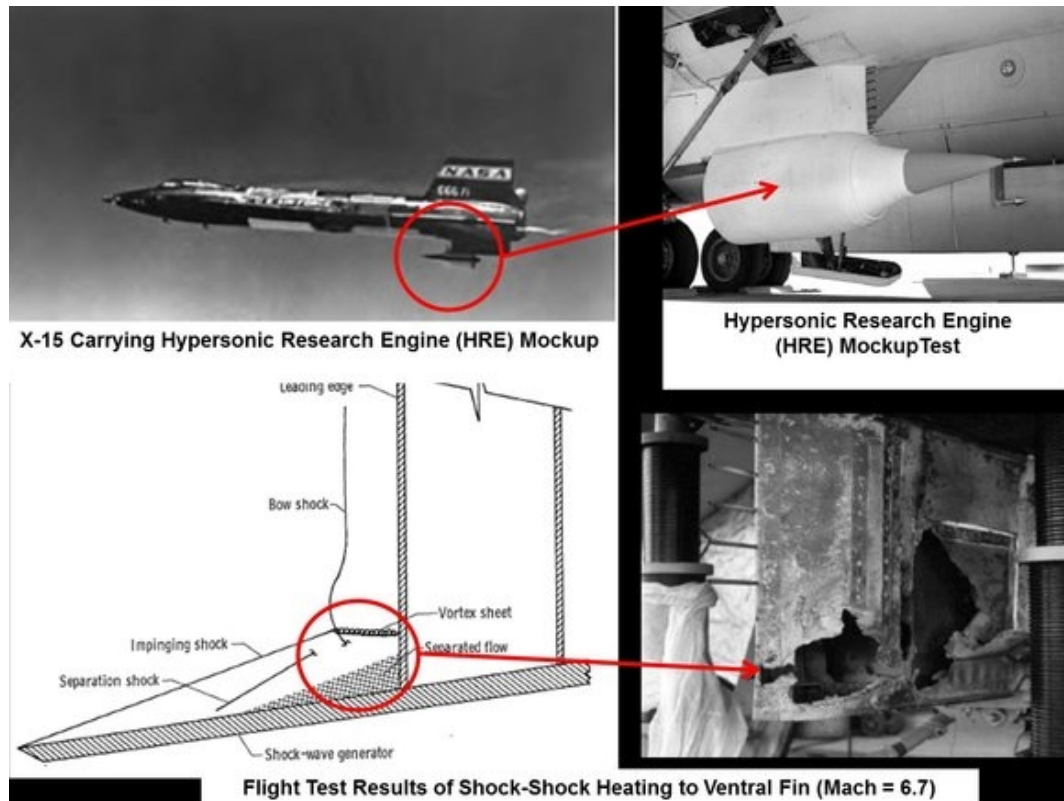 NASA
66671
X-15 Carrying Hypersonic Research Engine (HRE) Mockup
Hypersonic Research Engine
(HRE) MockupTest
Leading edge
Bow shock
Vortex sheet
Impinging shock
Separated flow
Separation shock
Shock-wave generator
Flight Test Results of Shock-Shock Heating to Ventral Fin (Mach = 6.7)